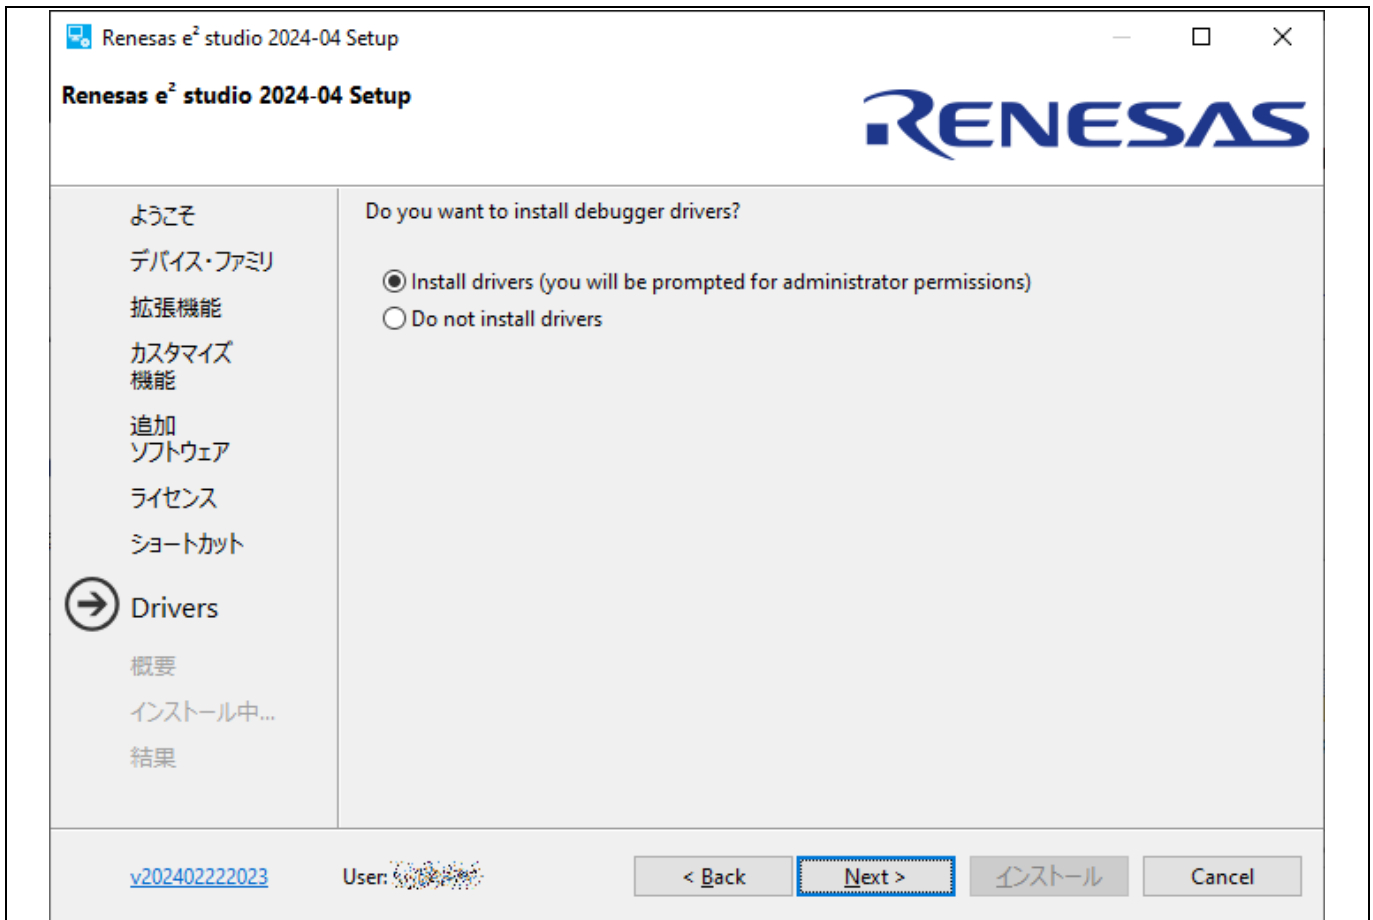 Renesas e² studio 2024-04 Setup
Renesas e² studio 2024-04 Setup
RENESAS
ようこそ
デバイス・ファミリ
拡張機能
カスタマイズ
機能
追加
ソフトウェア
ライセンス
ショートカット
Drivers
概要
インストール中...
結果
Do you want to install debugger drivers?
Install drivers (you will be prompted for administrator permissions)
Do not install drivers
v202402222023
User:
< Back
Next >
インストール
Cancel